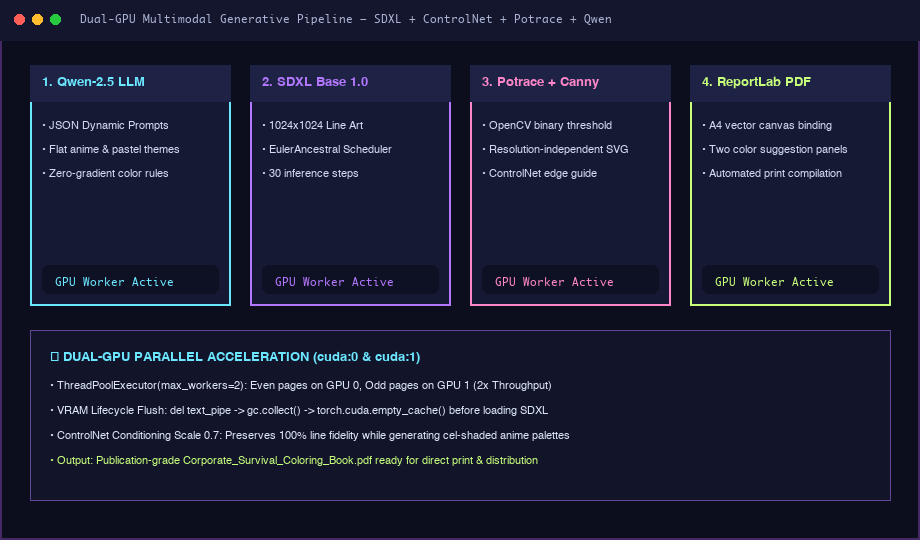 Dual-GPU Multimodal Generative Pipeline — SDXL + ControlNet + Potrace + Qwen
1. Qwen-2.5 LLM
• JSON Dynamic Prompts
• Flat anime & pastel themes
• Zero-gradient color rules
GPU Worker Active
2. SDXL Base 1.0
• 1024x1024 Line Art
• EulerAncestral Scheduler
• 30 inference steps
GPU Worker Active
3. Potrace + Canny
• OpenCV binary threshold
• Resolution-independent SVG
• ControlNet edge guide
GPU Worker Active
4. ReportLab PDF
• A4 vector canvas binding
• Two color suggestion panels
• Automated print compilation
GPU Worker Active
DUAL-GPU PARALLEL ACCELERATION (cuda:0 & cuda:1)
• ThreadPoolExecutor(max_workers=2): Even pages on GPU 0, Odd pages on GPU 1 (2x Throughput)
• VRAM Lifecycle Flush: del text_pipe -> gc.collect() -> torch.cuda.empty_cache() before loading SDXL
• ControlNet Conditioning Scale 0.7: Preserves 100% line fidelity while generating cel-shaded anime palettes
• Output: Publication-grade Corporate_Survival_Coloring_Book.pdf ready for direct print & distribution